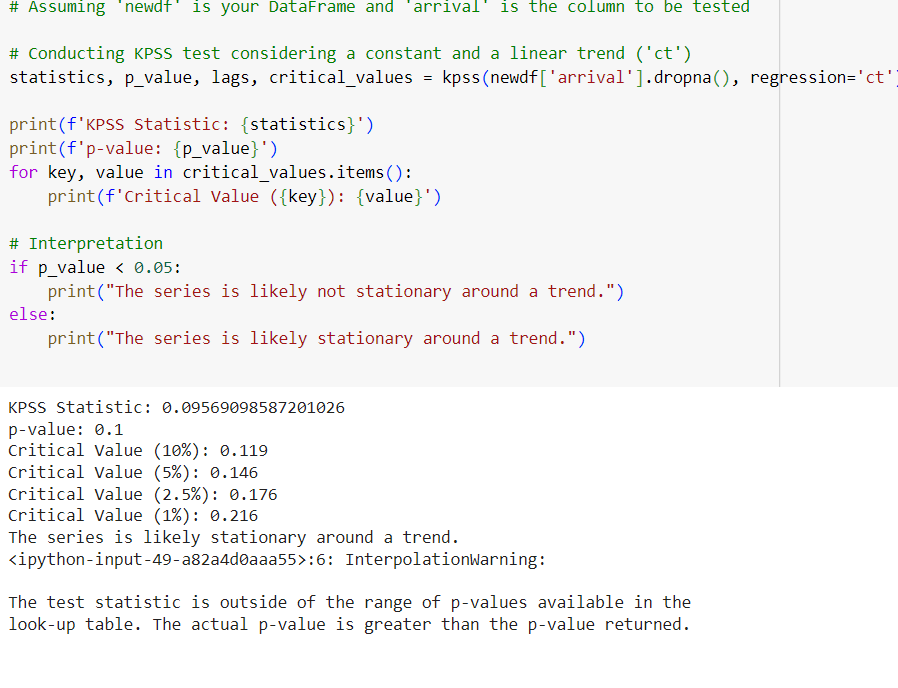 # Assuming 'newdf' is your DataFrame and 'arrival' is the column to be tested
# Conducting KPSS test considering a constant and a linear trend ('ct')
statistics, p_value, lags, critical_values = kpss(newdf['arrival'].dropna(), regression='ct')
print(f'KPSS Statistic: {statistics}')
print(f'p-value: {p_value}')
for key, value in critical_values.items():
    print(f'Critical Value ({key}): {value}')
# Interpretation
if p_value < 0.05:
    print("The series is likely not stationary around a trend.")
else:
    print("The series is likely stationary around a trend.")
KPSS Statistic: 0.09569098587201026
p-value: 0.1
Critical Value (10%): 0.119
Critical Value (5%): 0.146
Critical Value (2.5%): 0.176
Critical Value (1%): 0.216
The series is likely stationary around a trend.
<ipython-input-49-a82a4d0aaa55>:6: InterpolationWarning:
The test statistic is outside of the range of p-values available in the
look-up table. The actual p-value is greater than the p-value returned.